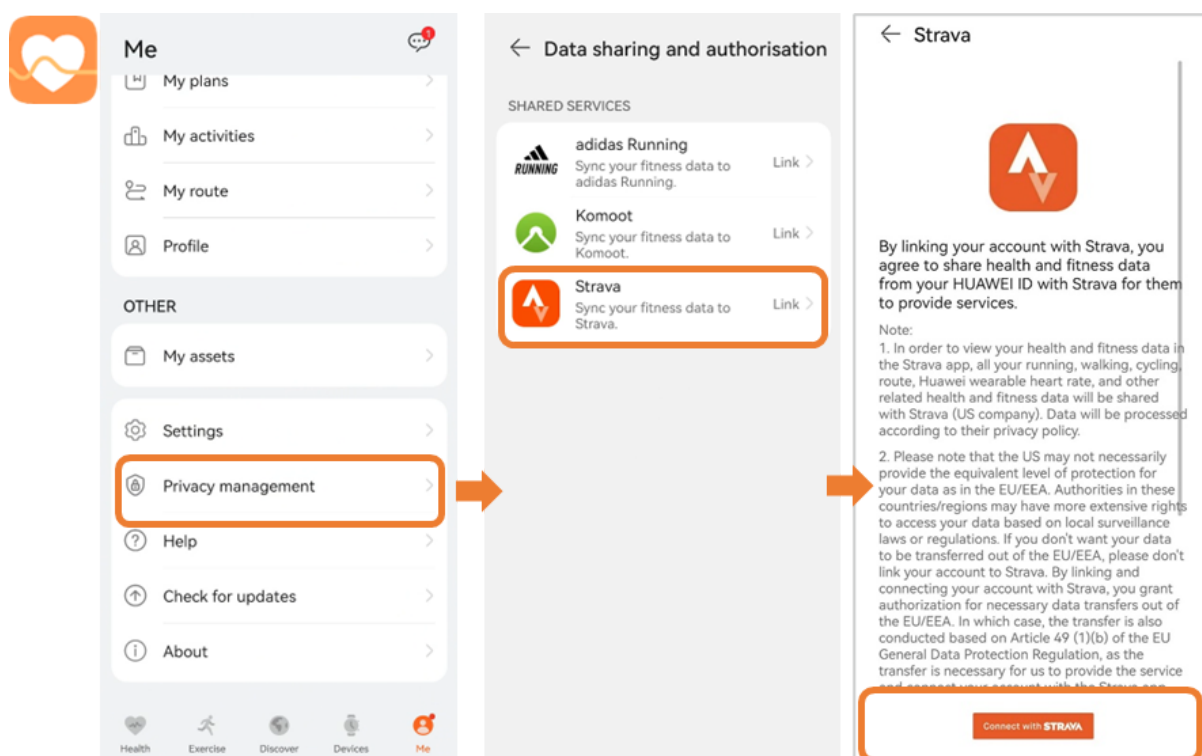 Me
1
My plans
My activities
My route
Profile
OTHER
My assets
Settings
Privacy management
Help
Check for updates
About
Health
Exercise
Discover
Devices
Me
Data sharing and authorisation
SHARED SERVICES
RUNNING
adidas Running
Sync your fitness data to
adidas Running.
Link
Komoot
Sync your fitness data to
Komoot.
Link
Strava
Sync your fitness data to
Strava.
Link
Strava
By linking your account with Strava, you
agree to share health and fitness data
from your HUAWEI ID with Strava for them
to provide services.
Note:
1. In order to view your health and fitness data in
the Strava app, all your running, walking, cycling,
route, Huawei wearable heart rate, and other
related health and fitness data will be shared
with Strava (US company). Data will be processed
according to their privacy policy.
2. Please note that the US may not necessarily
provide the equivalent level of protection for
your data as in the EU/EEA. Authorities in these
countries/regions may have more extensive rights
to access your data based on local surveillance
laws or regulations. If you don't want your data
to be transferred out of the EU/EEA, please don't
link your account to Strava. By linking and
connecting your account with Strava, you grant
authorization for necessary data transfers out of
the EU/EEA. In which case, the transfer is also
conducted based on Article 49 (1)(b) of the EU
General Data Protection Regulation, as the
transfer is necessary for us to provide the service
and connect your account with the Strava app
Connect with STRAVA